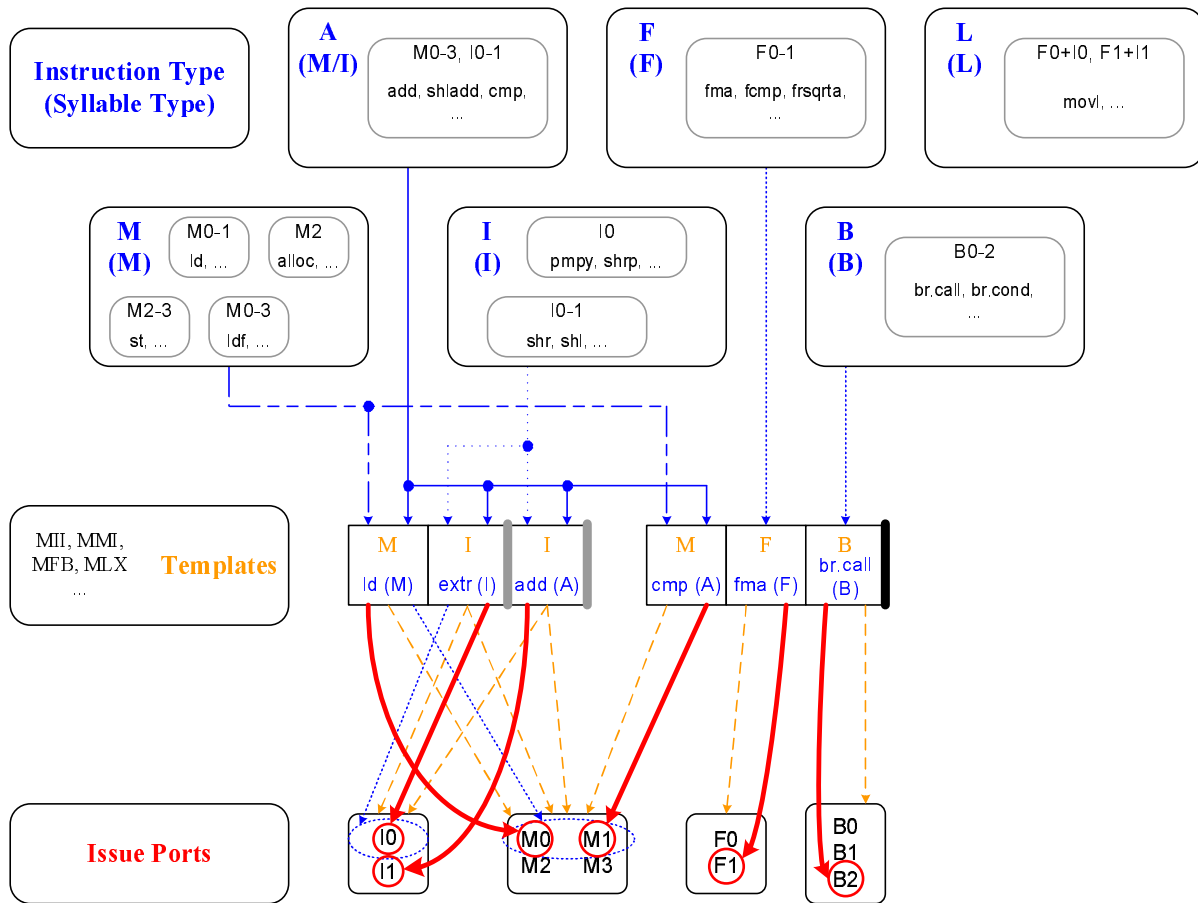 Instruction Type
(Syllable Type)
A
(M/I)
M0-3, I0-1
add, shladd, cmp,
...
F
(F)
F0-1
fma, fcmp, frsqrta,
...
L
(L)
F0+I0, F1+I1
movl, ...
M
(M)
M0-1
ld, ...
M2
alloc, ...
M2-3
st, ...
M0-3
ldf, ...
I
(I)
I0
pmpy, shrp, ...
I0-1
shr, shl, ...
B
(B)
B0-2
br.call, br.cond,
...
MII, MMI,
MFB, MLX
...
Templates
M
ld (M)
I
extr (I)
I
add (A)
M
cmp (A)
F
fma (F)
B
br.call
(B)
Issue Ports
I0
I1
M0 M1
M2 M3
F0
F1
B0
B1
B2